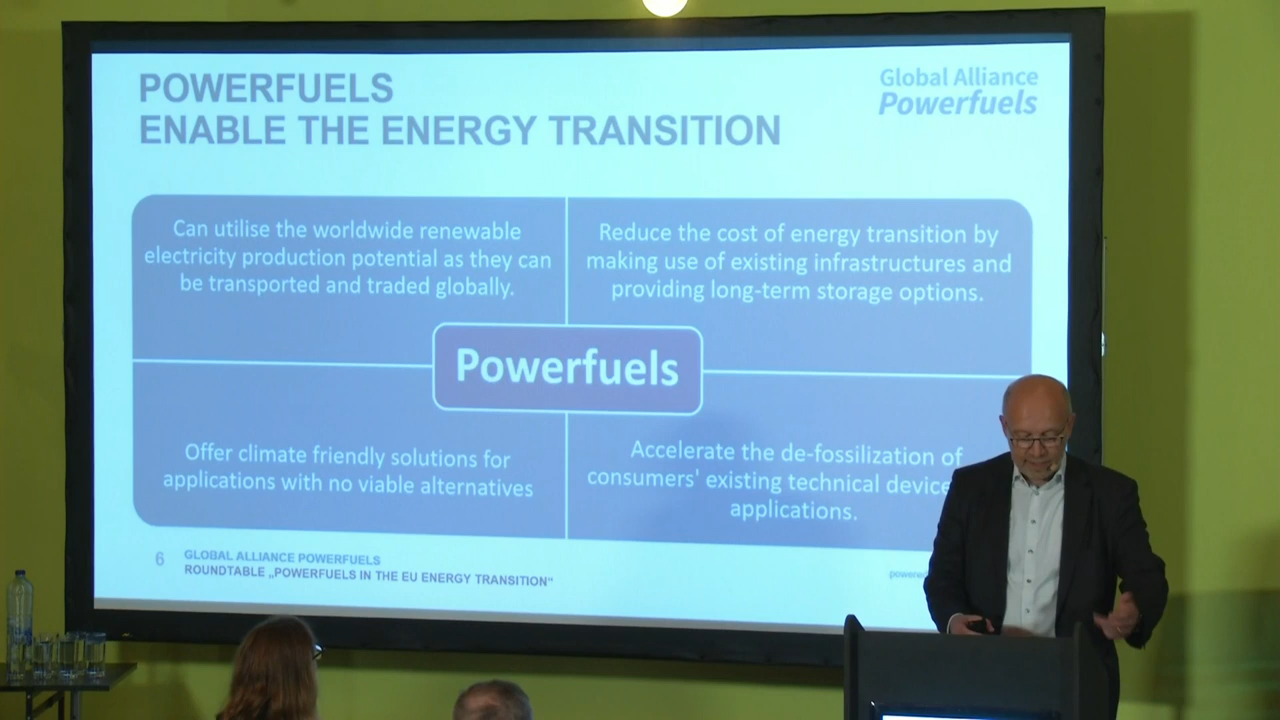 POWERFUELS
ENABLE THE ENERGY TRANSITION
Global Alliance
Powerfuels
Can utilise the worldwide renewable
electricity production potential as they can
be transported and traded globally.
Reduce the cost of energy transition by
making use of existing infrastructures and
providing long-term storage options.
Powerfuels
Offer climate friendly solutions for
applications with no viable alternatives
Accelerate the de-fossilization of
consumers' existing technical device
applications.
6
GLOBAL ALLIANCE POWERFUELS
ROUNDTABLE „POWERFUELS IN THE EU ENERGY TRANSITION“